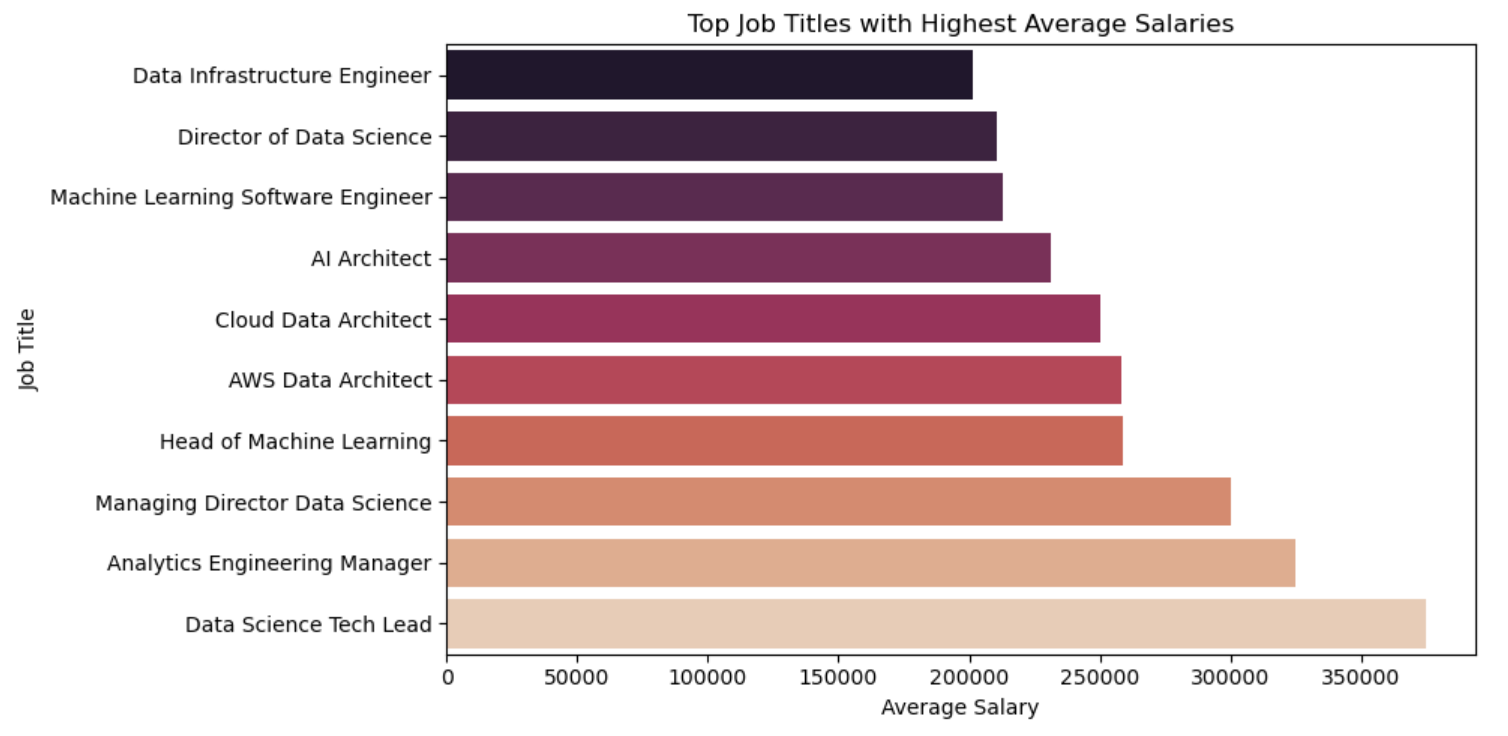 Top Job Titles with Highest Average Salaries
Data Infrastructure Engineer
Director of Data Science
Machine Learning Software Engineer
AI Architect
Cloud Data Architect
AWS Data Architect
Head of Machine Learning
Managing Director Data Science
Analytics Engineering Manager
Data Science Tech Lead
Job Title
0 50000 100000 150000 200000 250000 300000 350000
Average Salary